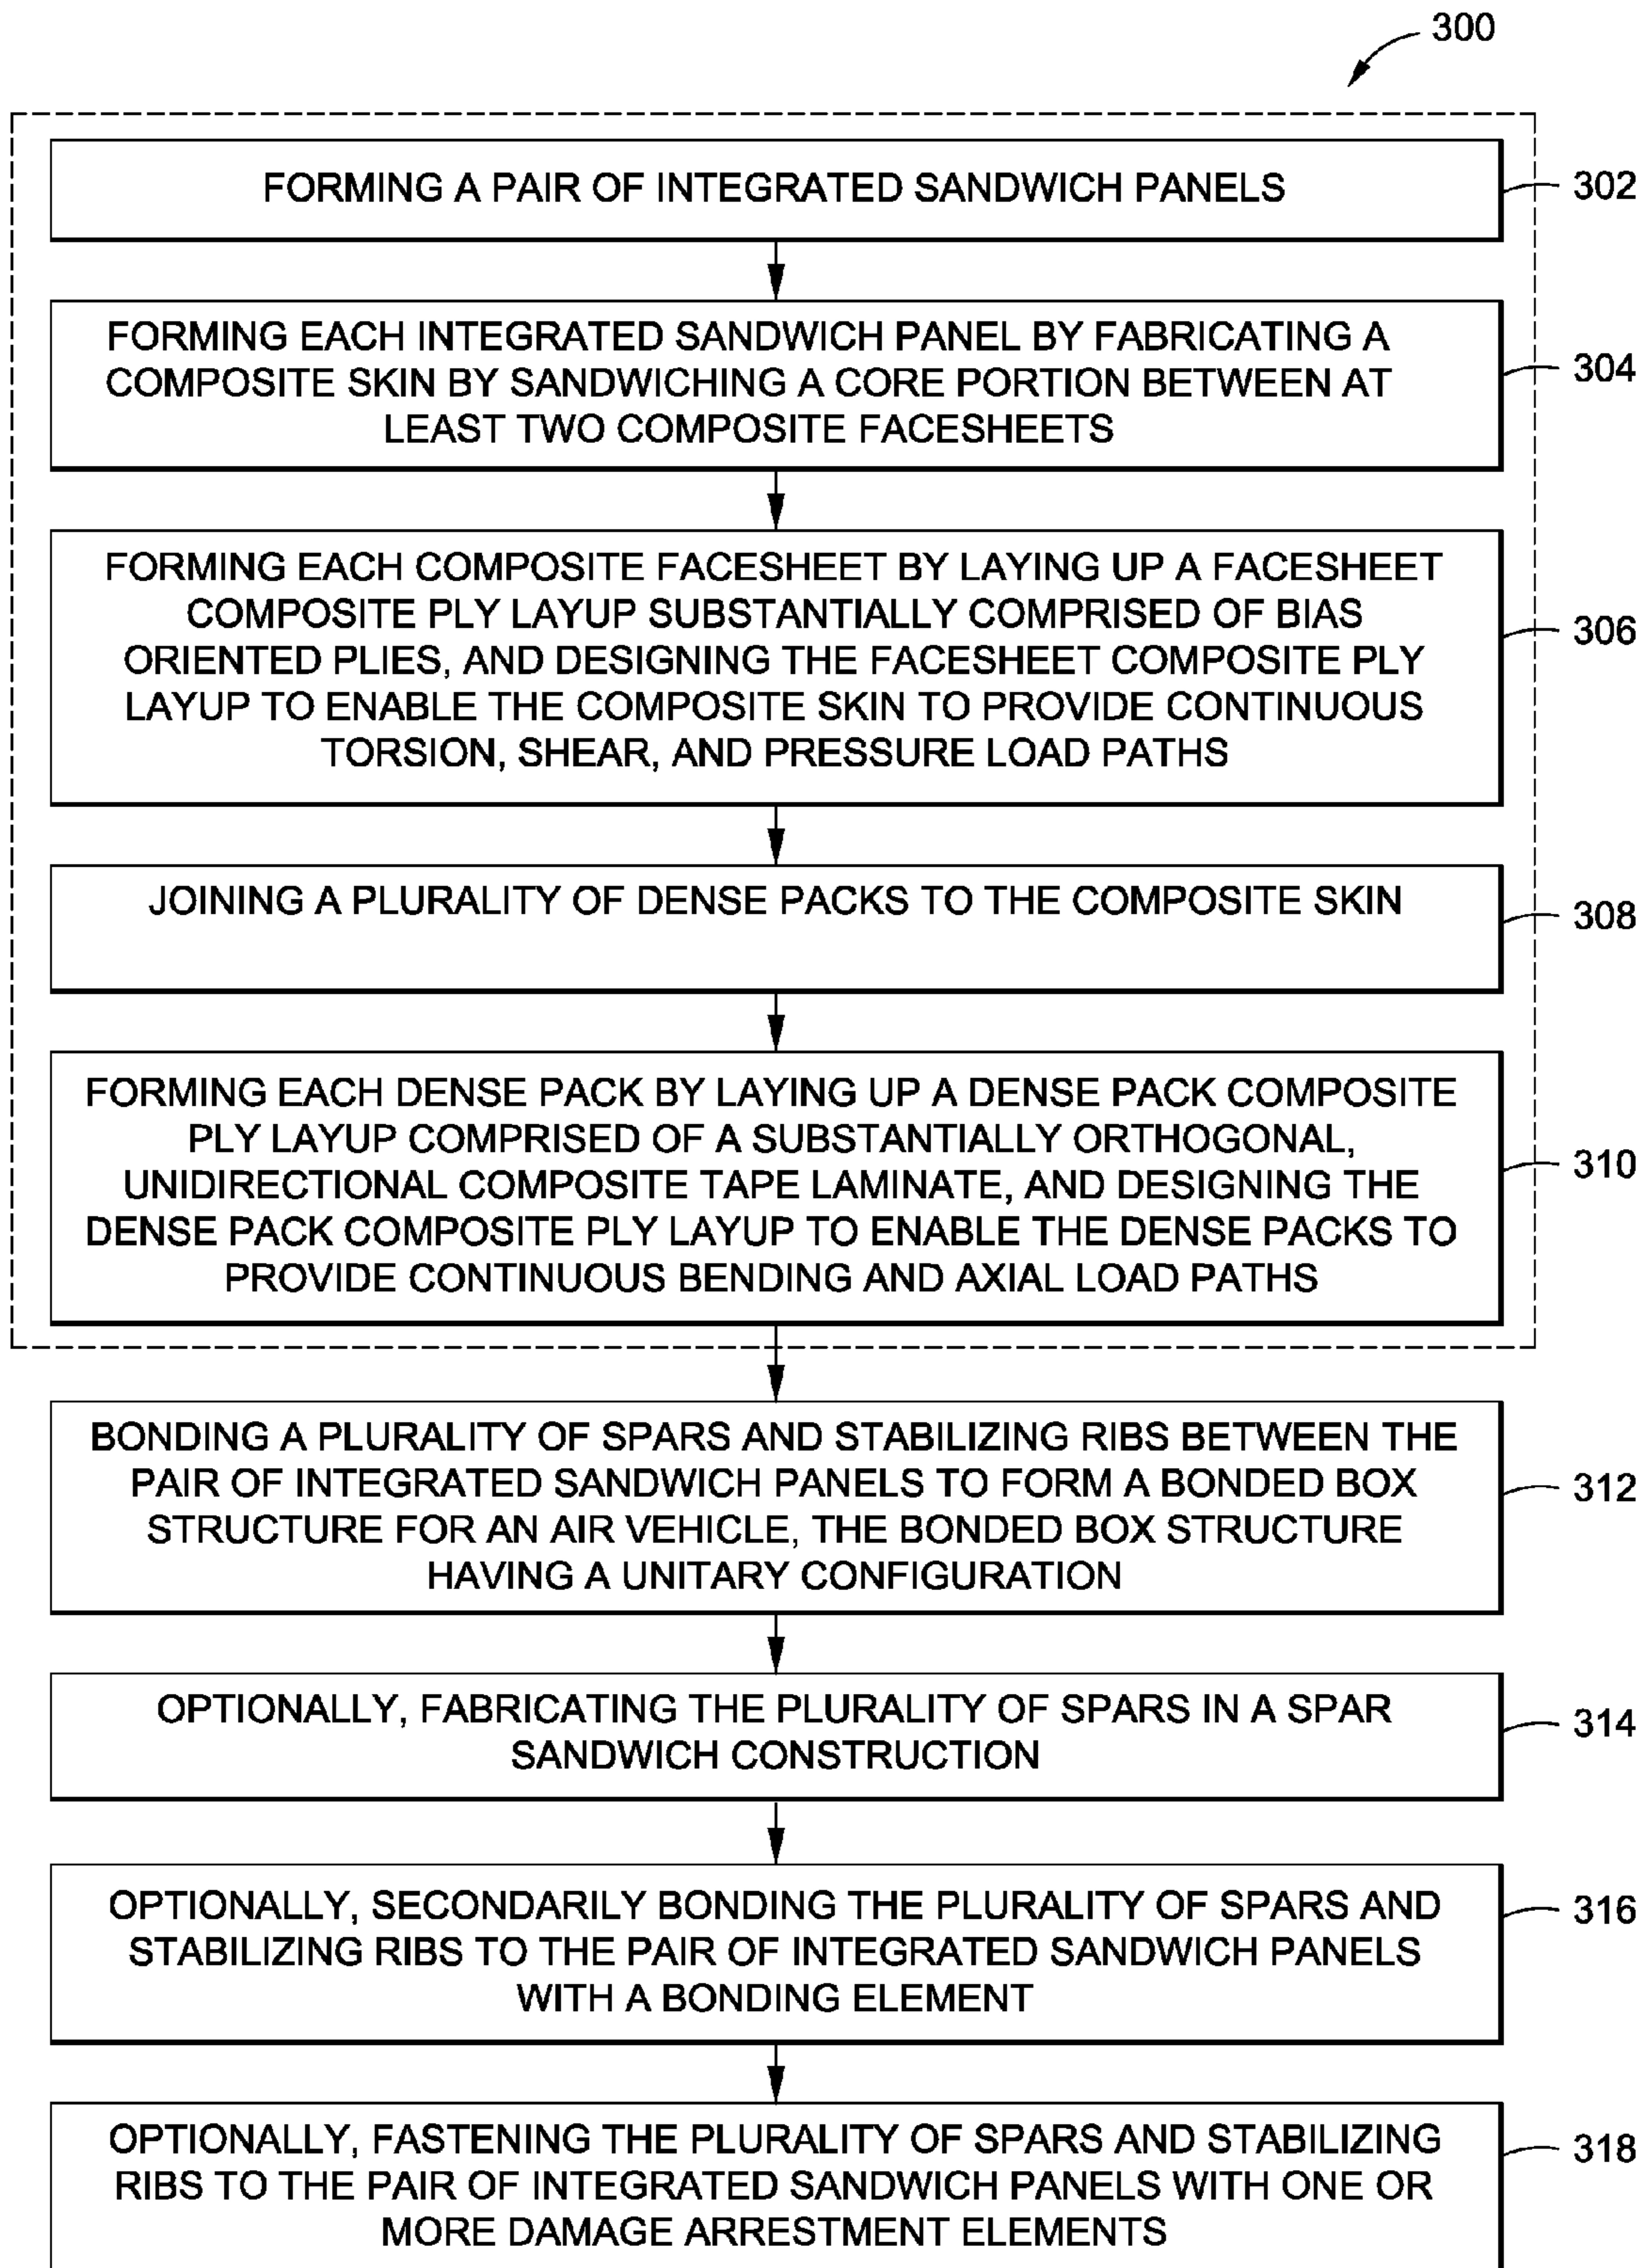 300
FORMING A PAIR OF INTEGRATED SANDWICH PANELS
302
FORMING EACH INTEGRATED SANDWICH PANEL BY FABRICATING A
COMPOSITE SKIN BY SANDWICHING A CORE PORTION BETWEEN AT
LEAST TWO COMPOSITE FACESHEETS
304
FORMING EACH COMPOSITE FACESHEET BY LAYING UP A FACESHEET
COMPOSITE PLY LAYUP SUBSTANTIALLY COMPRISED OF BIAS
ORIENTED PLIES, AND DESIGNING THE FACESHEET COMPOSITE PLY
LAYUP TO ENABLE THE COMPOSITE SKIN TO PROVIDE CONTINUOUS
TORSION, SHEAR, AND PRESSURE LOAD PATHS
306
JOINING A PLURALITY OF DENSE PACKS TO THE COMPOSITE SKIN
308
FORMING EACH DENSE PACK BY LAYING UP A DENSE PACK COMPOSITE
PLY LAYUP COMPRISED OF A SUBSTANTIALLY ORTHOGONAL,
UNIDIRECTIONAL COMPOSITE TAPE LAMINATE, AND DESIGNING THE
DENSE PACK COMPOSITE PLY LAYUP TO ENABLE THE DENSE PACKS TO
PROVIDE CONTINUOUS BENDING AND AXIAL LOAD PATHS
310
BONDING A PLURALITY OF SPARS AND STABILIZING RIBS BETWEEN THE
PAIR OF INTEGRATED SANDWICH PANELS TO FORM A BONDED BOX
STRUCTURE FOR AN AIR VEHICLE, THE BONDED BOX STRUCTURE
HAVING A UNITARY CONFIGURATION
312
OPTIONALLY, FABRICATING THE PLURALITY OF SPARS IN A SPAR
SANDWICH CONSTRUCTION
314
OPTIONALLY, SECONDARILY BONDING THE PLURALITY OF SPARS AND
STABILIZING RIBS TO THE PAIR OF INTEGRATED SANDWICH PANELS
WITH A BONDING ELEMENT
316
OPTIONALLY, FASTENING THE PLURALITY OF SPARS AND STABILIZING
RIBS TO THE PAIR OF INTEGRATED SANDWICH PANELS WITH ONE OR
MORE DAMAGE ARRESTMENT ELEMENTS
318